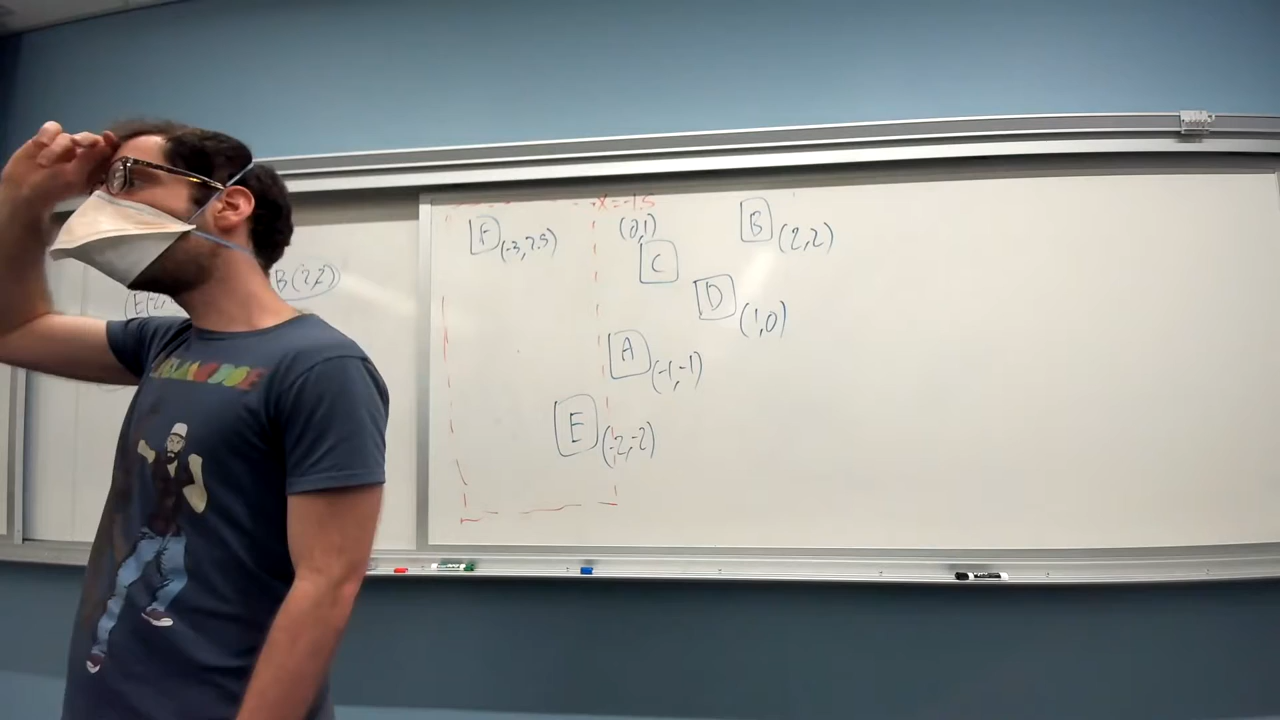 x=-1.5
F (-3,2.5)
(0,1)
C
B (2,2)
D (1,0)
A (-1,-1)
E (-2,-2)
B (2,2)